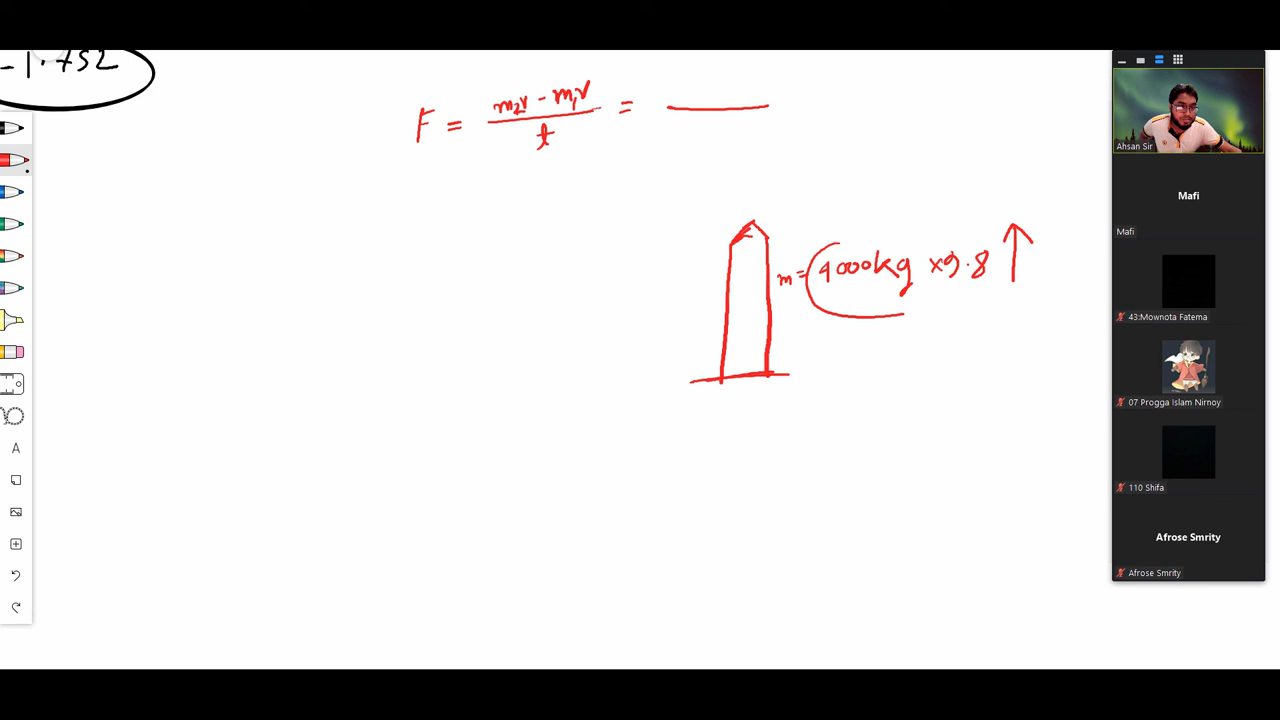 -1.752
F = m₂v - m₁v / t =
m = 9000kg ×9.8 ↑
A
Ahsan Sir
Mafi
Mafi
43:Mownota Fatema
07 Progga Islam Nirnoy
110 Shifa
Afrose Smrity
Afrose Smrity